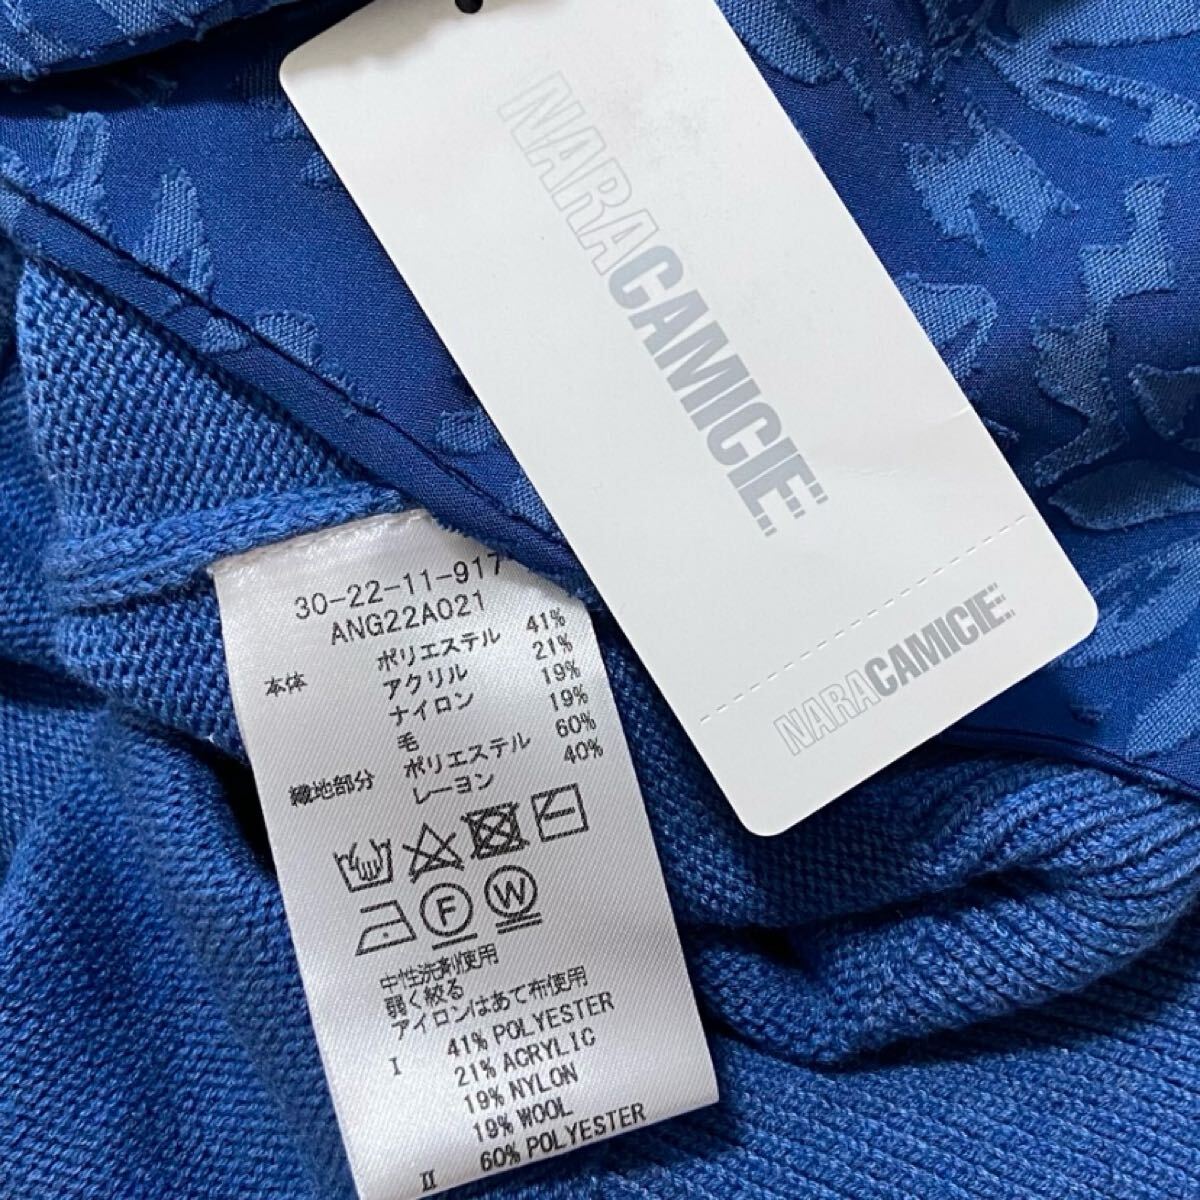 NARACAMICIE
NARACAMICIE
30-22-11-917
ANG22A021
本体 ポリエステル 41%
アクリル 21%
ナイロン 19%
毛 19%
織地部分 ポリエステル 60%
レーヨン 40%
F W
中性洗剤使用
弱く絞る
アイロンはあて布使用
I 41% POLYESTER
21% ACRYLIC
19% NYLON
19% WOOL
II 60% POLYESTER